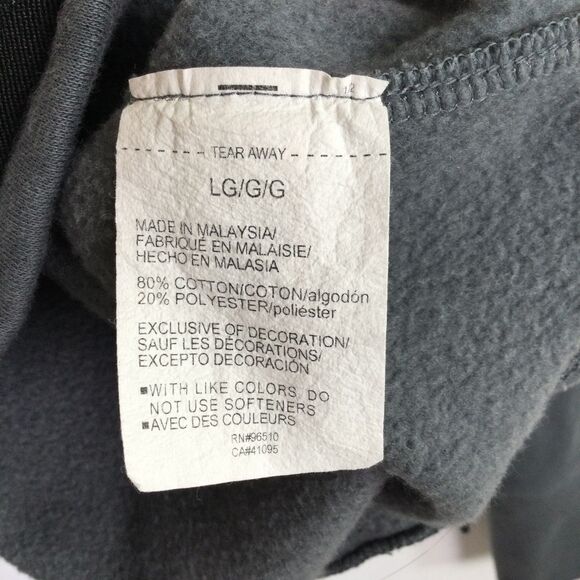 1/2
TEAR AWAY
LG/G/G
MADE IN MALAYSIA/
FABRIQUÉ EN MALAISIE/
HECHO EN MALASIA
80% COTTON/COTON/algodón
20% POLYESTER/poliéster
EXCLUSIVE OF DECORATION/
SAUF LES DÉCORATIONS/
EXCEPTO DECORACIÓN
■WITH LIKE COLORS, DO
NOT USE SOFTENERS
■AVEC DES COULEURS
RN#96510
CA#41095